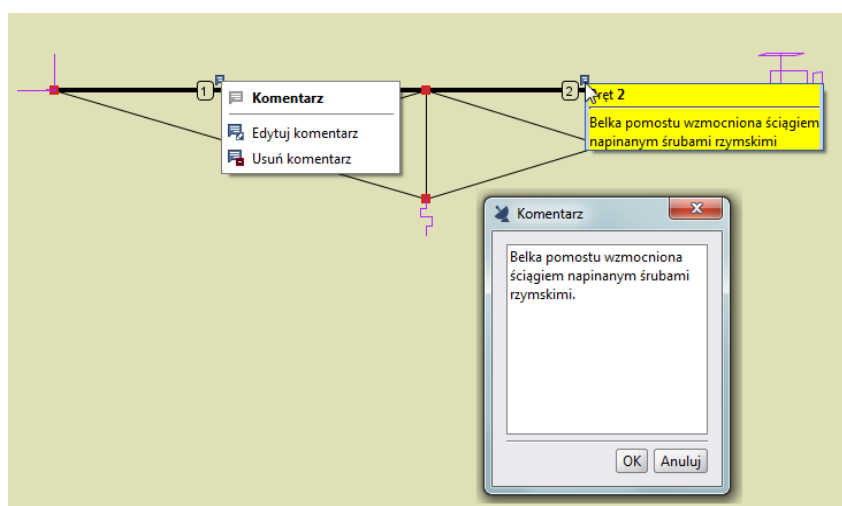 1
Komentarz
Edytuj komentarz
Usuń komentarz
2
ręt 2
Belka pomostu wzmocniona ściągiem
napinanym śrubami rzymskimi
Komentarz
Belka pomostu wzmocniona
ściągiem napinanym śrubami
rzymskimi.
OK Anuluj